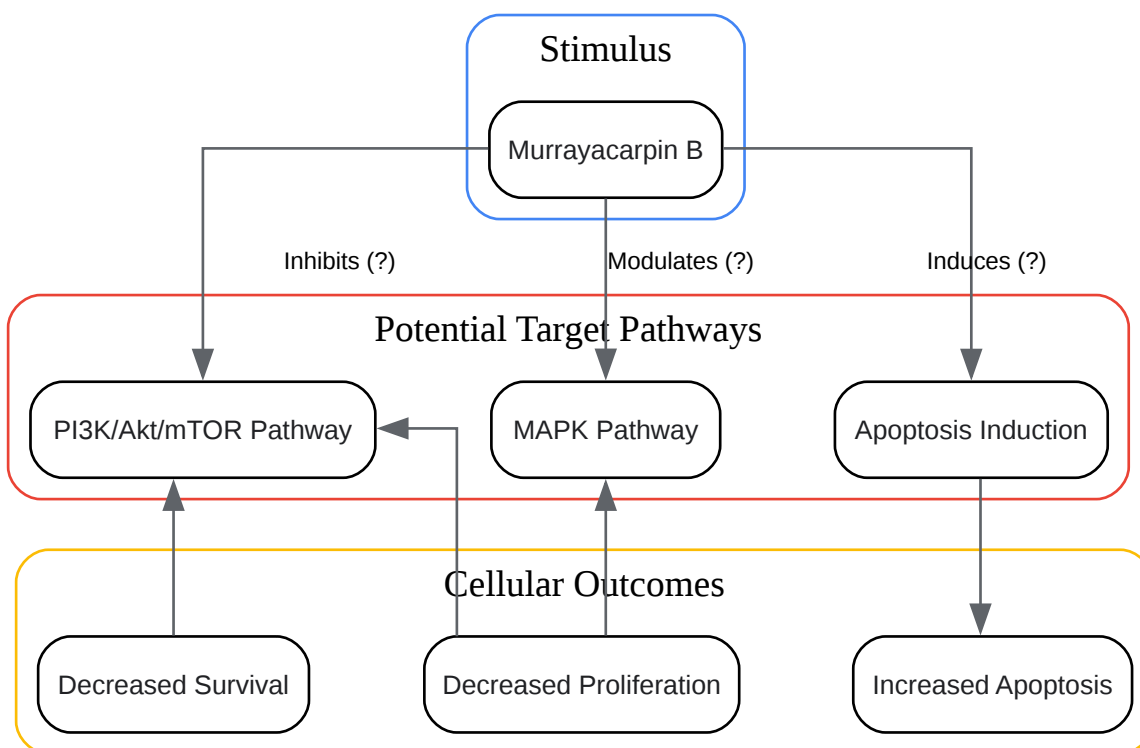 Stimulus
Murrayacarpin B
Inhibits (?)
Modulates (?)
Induces (?)
Potential Target Pathways
PI3K/Akt/mTOR Pathway
MAPK Pathway
Apoptosis Induction
Cellular Outcomes
Decreased Survival
Decreased Proliferation
Increased Apoptosis